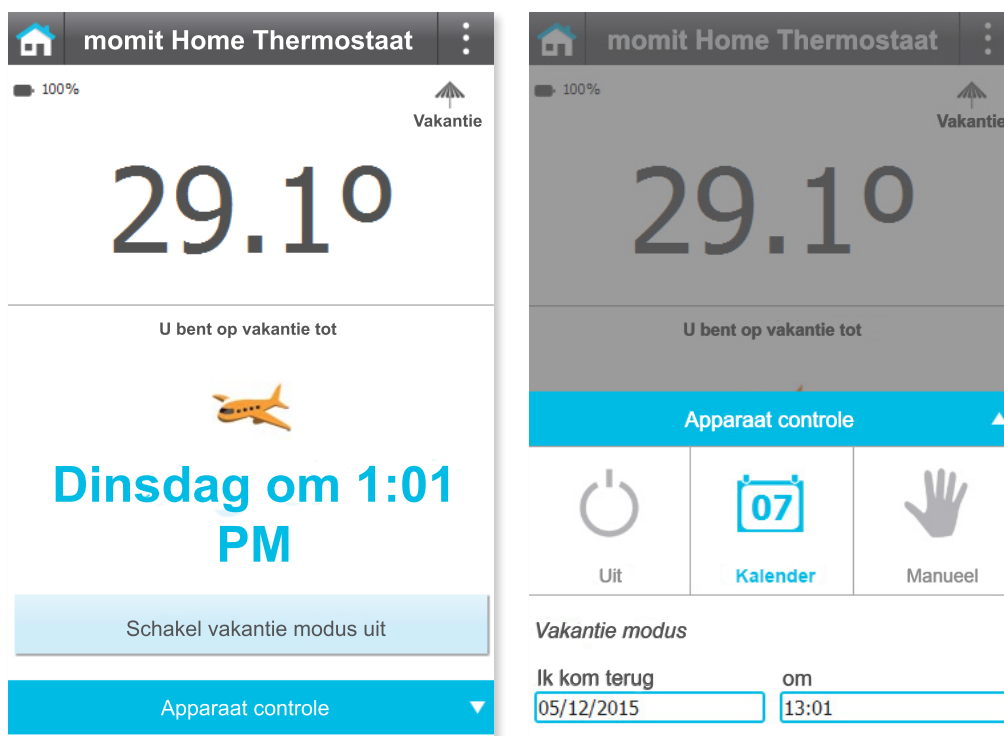 momit Home Thermostaat
100%
Vakantie
29.1º
U bent op vakantie tot
Dinsdag om 1:01
PM
Schakel vakantie modus uit
Apparaat controle
momit Home Thermostaat
100%
Vakantie
29.1º
U bent op vakantie tot
Apparaat controle
07
Uit
Kalender
Manueel
Vakantie modus
Ik kom terug om
05/12/2015 13:01